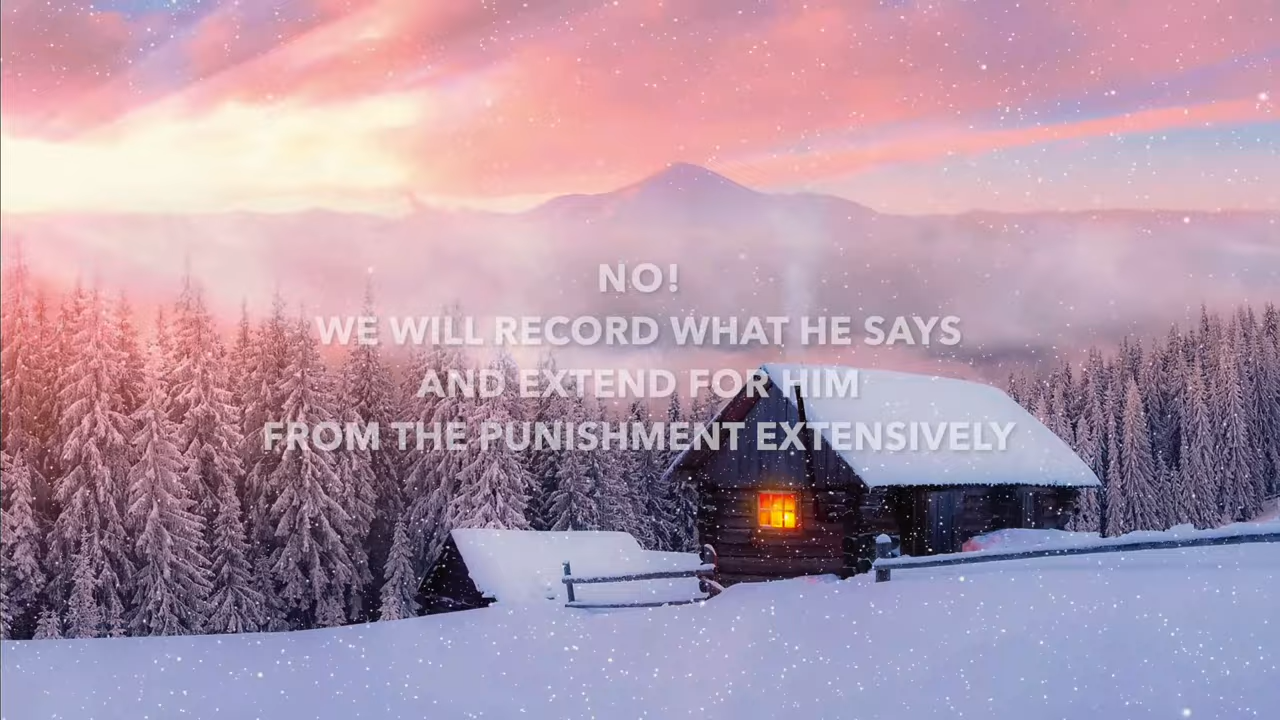 NO!
WE WILL RECORD WHAT HE SAYS
AND EXTEND FOR HIM
FROM THE PUNISHMENT EXTENSIVELY